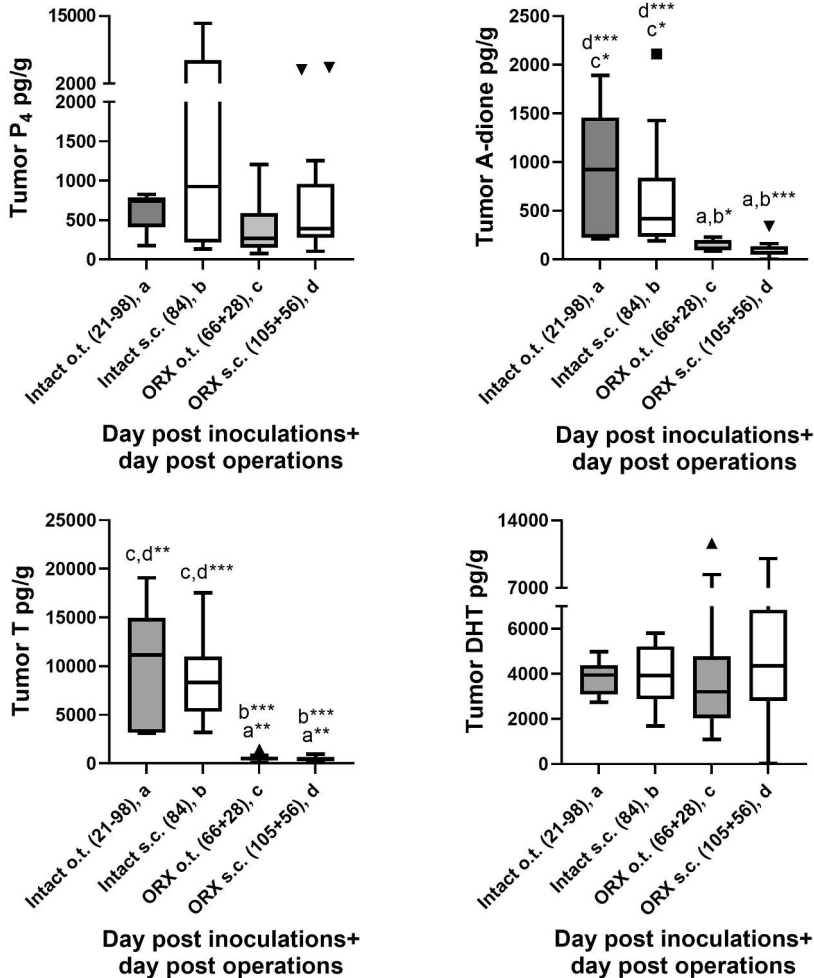 Tumor P4 pg/g
15000
2000
2000
1500
1000
500
0
Intact o.t. (21-98), a
Intact s.c. (84), b
ORX o.t. (66+28), c
ORX s.c. (105+56), d
Day post inoculations+
day post operations
Tumor A-dione pg/g
2500
2000
1500
1000
500
0
d***
c*
d***
c*
a,b*
a,b***
Intact o.t. (21-98), a
Intact s.c. (84), b
ORX o.t. (66+28), c
ORX s.c. (105+56), d
Day post inoculations+
day post operations
Tumor T pg/g
25000
20000
15000
10000
5000
0
c,d**
c,d***
b***
a**
b***
a**
Intact o.t. (21-98), a
Intact s.c. (84), b
ORX o.t. (66+28), c
ORX s.c. (105+56), d
Day post inoculations+
day post operations
Tumor DHT pg/g
14000
7000
6000
4000
2000
0
Intact o.t. (21-98), a
Intact s.c. (84), b
ORX o.t. (66+28), c
ORX s.c. (105+56), d
Day post inoculations+
day post operations